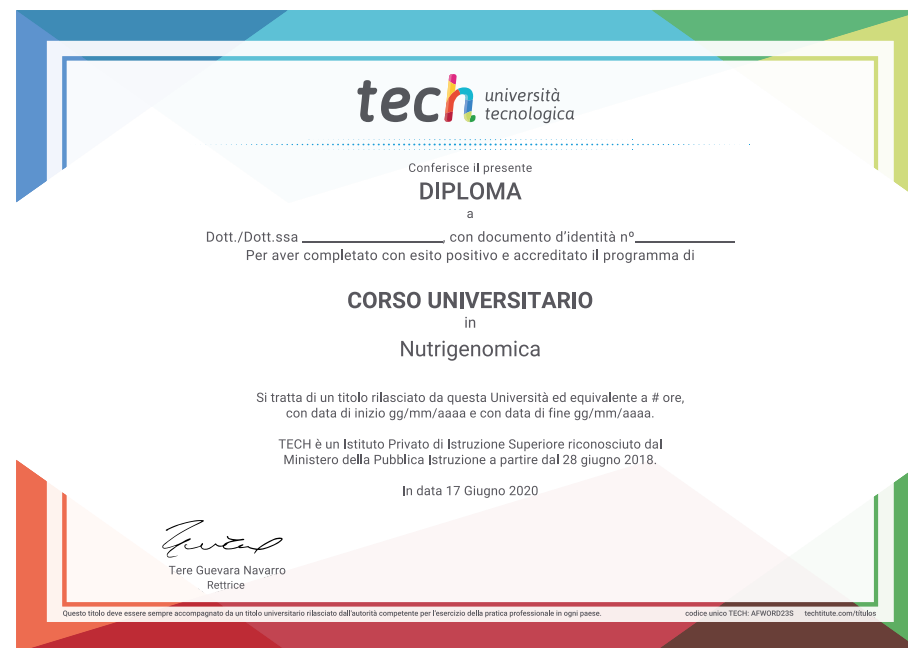 tech università
tecnologica
Conferisce il presente
DIPLOMA
a
Dott./Dott.ssa ________________, con documento d'identità nº___________
Per aver completato con esito positivo e accreditato il programma di
CORSO UNIVERSITARIO
in
Nutrigenomica
Si tratta di un titolo rilasciato da questa Università ed equivalente a # ore,
con data di inizio gg/mm/aaaa e con data di fine gg/mm/aaaa.
TECH è un Istituto Privato di Istruzione Superiore riconosciuto dal
Ministero della Pubblica Istruzione a partire dal 28 giugno 2018.
In data 17 Giugno 2020
Tere Guevara Navarro
Rettrice
Questo titolo deve essere sempre accompagnato da un titolo universitario rilasciato dall'autorità competente per l'esercizio della pratica professionale in ogni paese. codice unico TECH: AFWORD23S techtitute.com/títulos